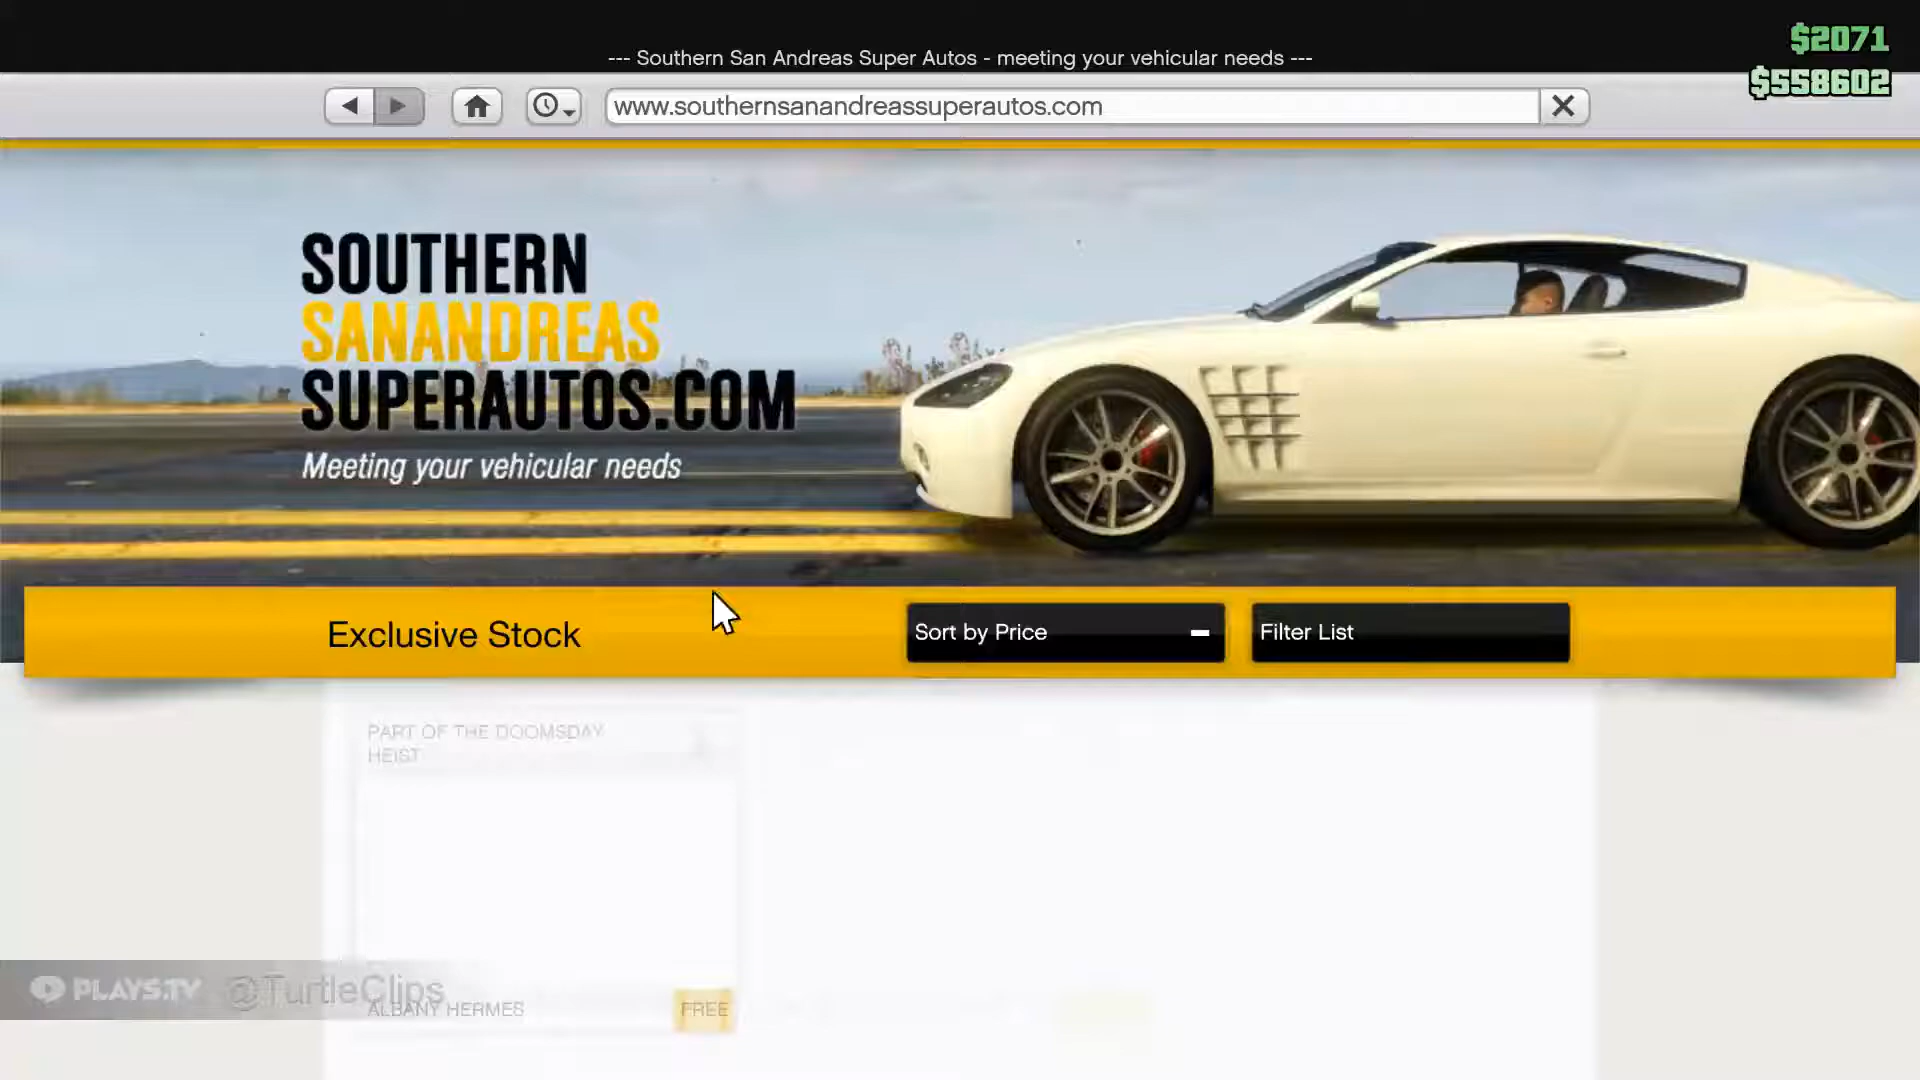 --- Southern San Andreas Super Autos - meeting your vehicular needs ---
$2071
$558602
www.southernsanandreassuperautos.com
SOUTHERN
SANANDREAS
SUPERAUTOS.COM
Meeting your vehicular needs
Exclusive Stock
Sort by Price
Filter List
PART OF THE DOOMSDAY
HEIST
PLAYS.TV @TurtleClips
ALBANY HERMES
FREE